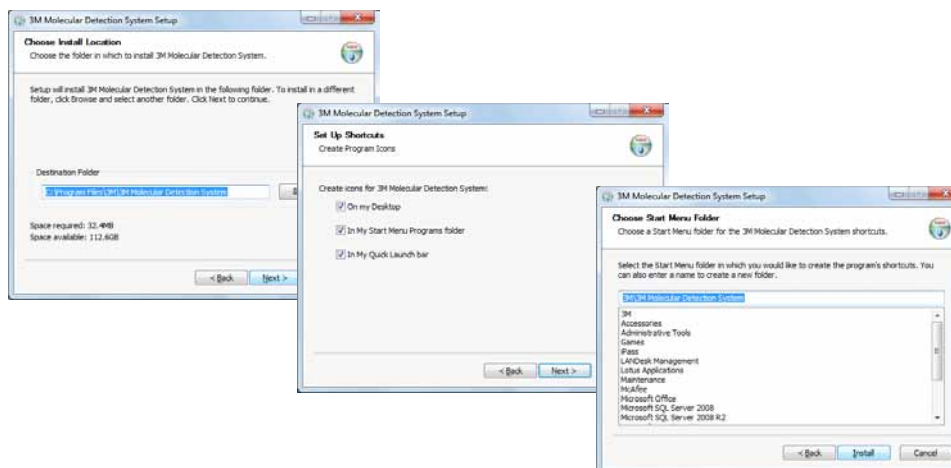 3M Molecular Detection System Setup
Choose Install Location
Choose the folder in which to install 3M Molecular Detection System.
Setup will install 3M Molecular Detection System in the following folder. To install in a different
folder, click Browse and select another folder. Click Next to continue.
Destination Folder
C:\Program Files\3M\3M Molecular Detection System
Space required: 32.4MB
Space available: 112.6GB
< Back
Next >
3M Molecular Detection System Setup
Set Up Shortcuts
Create Program Icons
Create icons for 3M Molecular Detection System:
On my Desktop
In My Start Menu Programs folder
In My Quick Launch bar
< Back
Next >
3M Molecular Detection System Setup
Choose Start Menu Folder
Choose a Start Menu folder for the 3M Molecular Detection System shortcuts.
Select the Start Menu folder in which you would like to create the program's shortcuts. You
can also enter a name to create a new folder.
3M\3M Molecular Detection System
3M
Accessories
Administrative Tools
Games
iPass
LANDesk Management
Lotus Applications
Maintenance
McAfee
Microsoft Office
Microsoft SQL Server 2008
Microsoft SQL Server 2008 R2
< Back
Install
Cancel